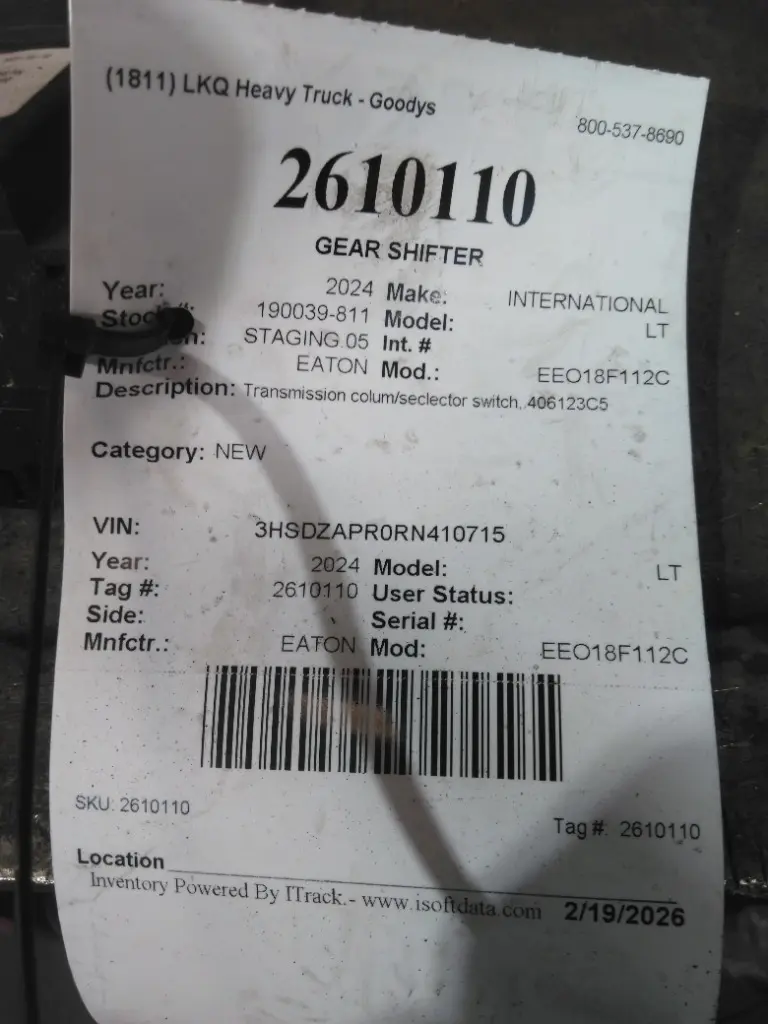 (1811) LKQ Heavy Truck - Goodys
800-537-8690
2610110
GEAR SHIFTER
Year: 2024 Make: INTERNATIONAL
Stock #: 190039-811 Model: LT
n: STAGING.05 Int. #
Mnfctr.: EATON Mod.: EEO18F112C
Description: Transmission colum/seclector switch, 406123C5
Category: NEW
VIN: 3HSDZAPR0RN410715
Year: 2024 Model: LT
Tag #: 2610110 User Status:
Side: Serial #:
Mnfctr.: EATON Mod: EEO18F112C
SKU: 2610110
Tag #: 2610110
Location
Inventory Powered By ITrack - www.isoftdata.com 2/19/2026